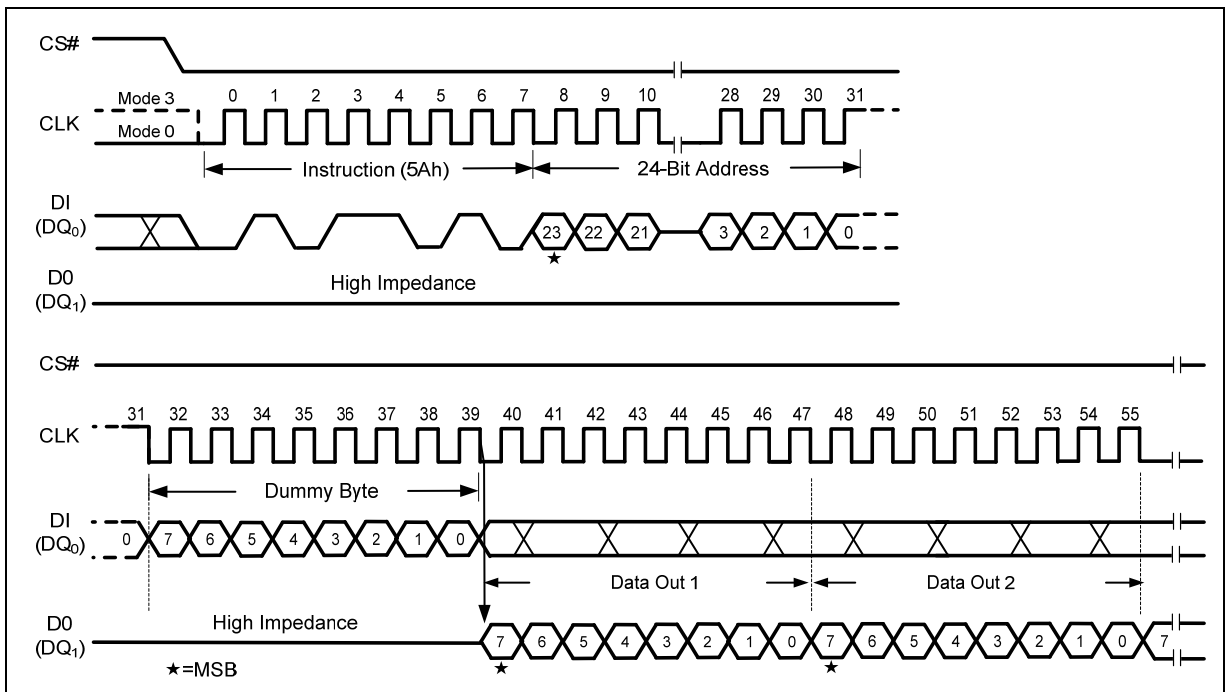 CS#
Mode 3
0 1 2 3 4 5 6 7 8 9 10 28 29 30 31
CLK
Mode 0
Instruction (5Ah) 24-Bit Address
DI
(DQ0)
23 22 21 3 2 1 0
★
D0
(DQ1)
High Impedance
CS#
31 32 33 34 35 36 37 38 39 40 41 42 43 44 45 46 47 48 49 50 51 52 53 54 55
CLK
Dummy Byte
DI
(DQ0)
0 7 6 5 4 3 2 1 0
Data Out 1 Data Out 2
D0
(DQ1)
High Impedance
7 6 5 4 3 2 1 0 7 6 5 4 3 2 1 0 7
★=MSB ★ ★